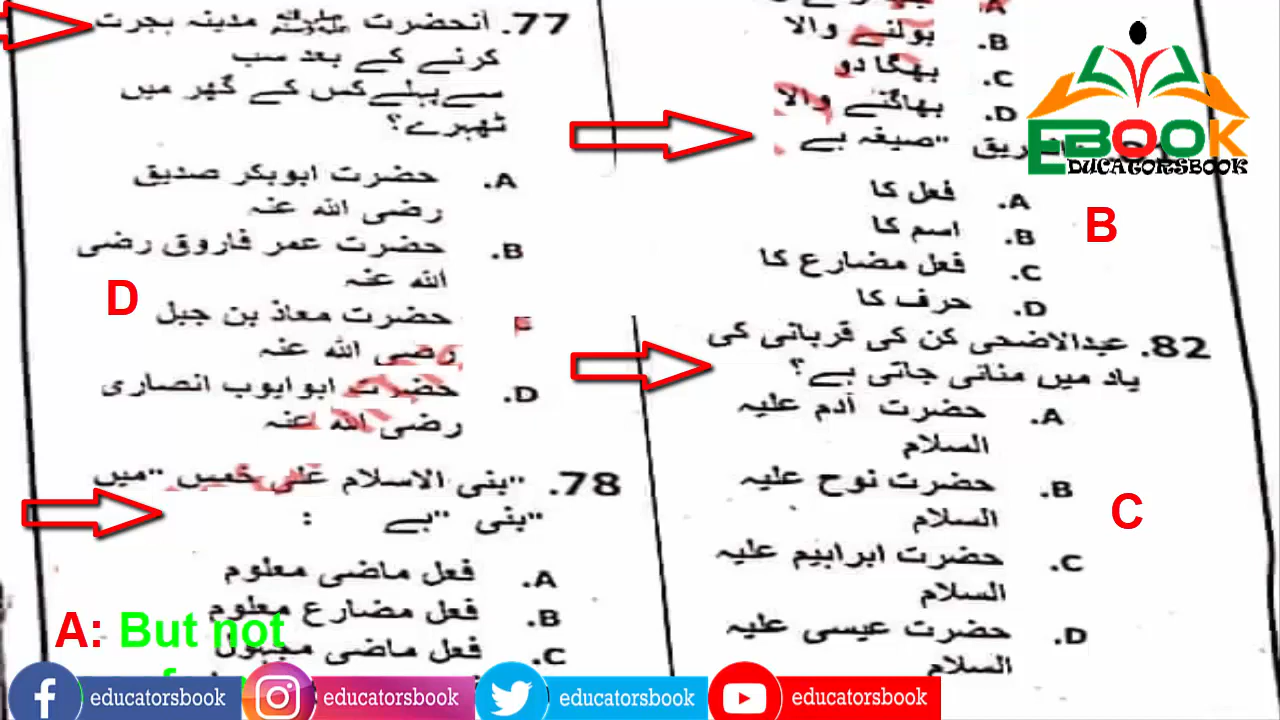 77. آنحضرت صلی اللہ علیہ وسلم مدینہ ہجرت
کرنے کے بعد سب
سے پہلے کس کے گھر میں
ٹھہرے؟
A. حضرت ابوبکر صدیق
رضی اللہ عنہ
B. حضرت عمر فاروق رضی
اللہ عنہ
D
حضرت معاذ بن جبل
رضی اللہ عنہ
D. حضرت ابو ایوب انصاری
رضی اللہ عنہ
78. "بنی الاسلام علی خمس "میں
"بنی "ہے :
A. فعل ماضی معلوم
B. فعل مضارع معلوم
C. فعل ماضی مجہول
A: But not
A.
B. بولنے والا
C. بھگا دو
D. بھاگنے والا
"صیغہ ہے
A. فعل کا
B. اسم کا
C. فعل مضارع کا
D. حرف کا
B
82. عیدالاضحی کن کی قربانی کی
یاد میں منائی جاتی ہے؟
A. حضرت آدم علیہ
السلام
B. حضرت نوح علیہ
السلام
C. حضرت ابراہیم علیہ
السلام
D. حضرت عیسی علیہ
السلام
C
EBOOK
EDUCATORSBOOK
educatorsbook
educatorsbook
educatorsbook
educatorsbook